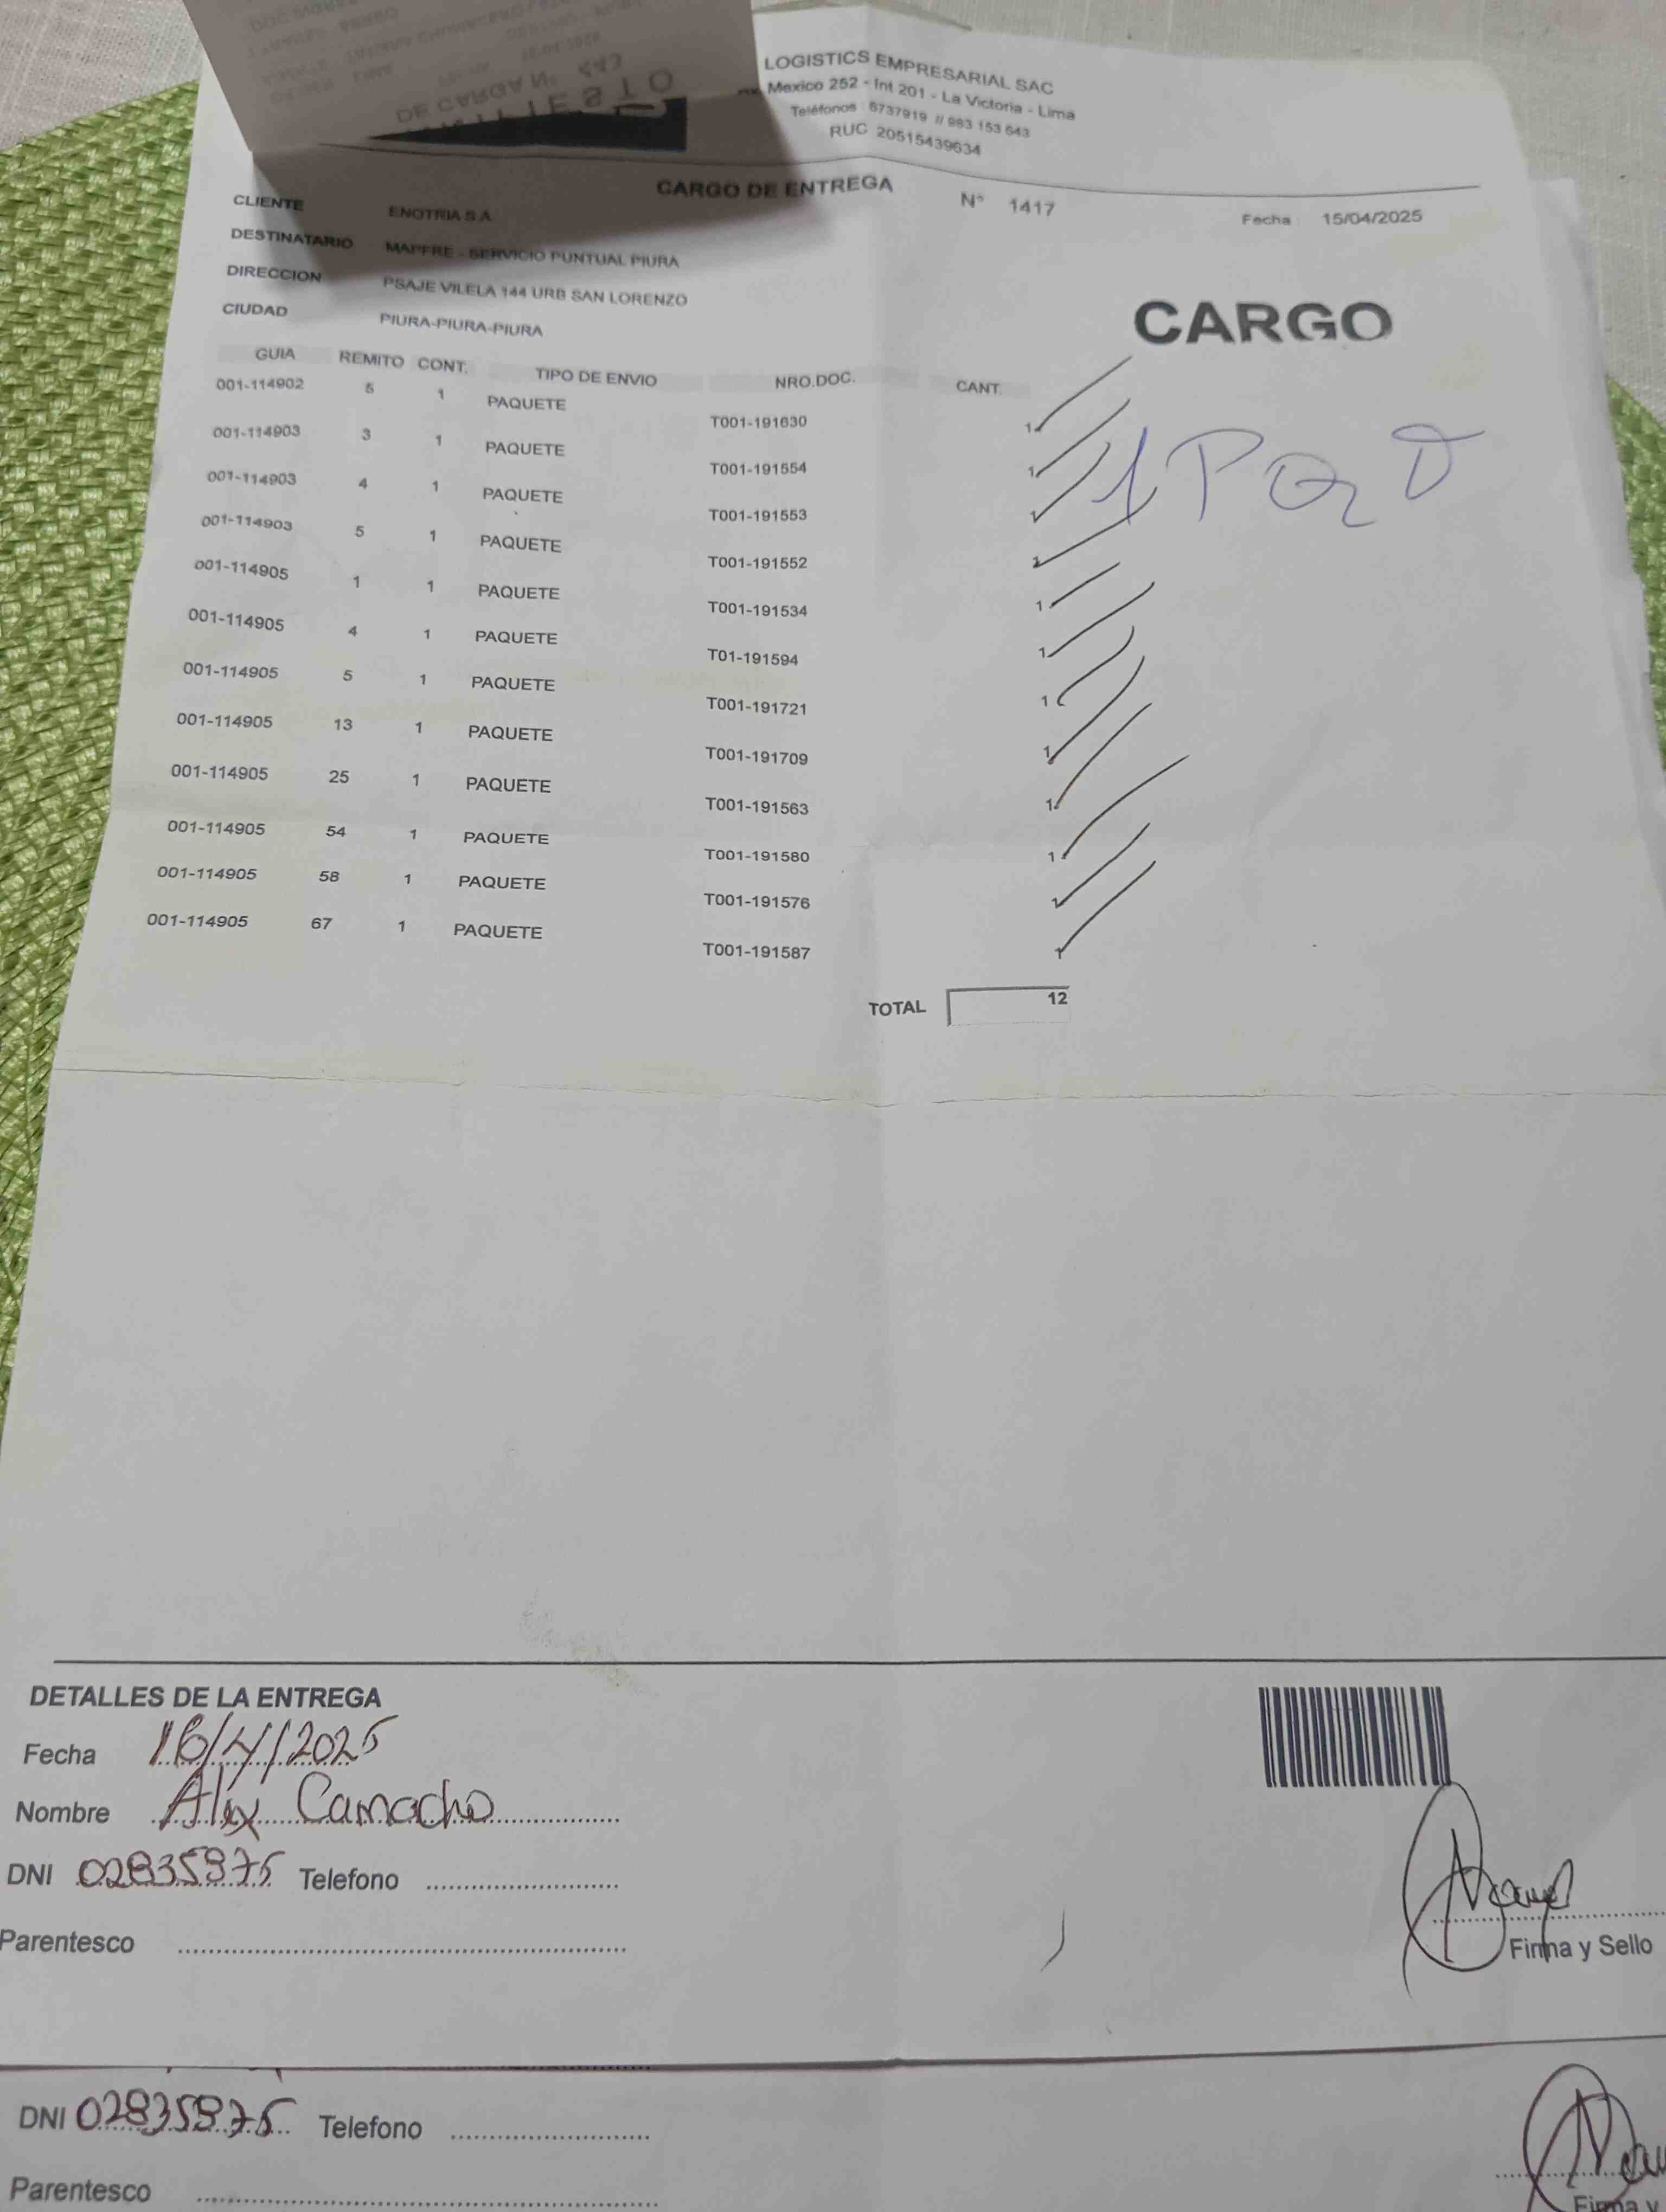 LOGISTICS EMPRESARIAL SAC
Mexico 252 - Int 201 - La Victoria - Lima
Teléfonos 6737919 // 983 153 643
RUC 20515439634
DE CARGA N° 543
CARGO DE ENTREGA N° 1417 Fecha 15/04/2025
CLIENTE ENOTRIA S.A
DESTINATARIO MAPFRE - SERVICIO PUNTUAL PIURA
DIRECCION PSAJE VILELA 144 URB SAN LORENZO
CIUDAD PIURA-PIURA-PIURA
CARGO
GUIA REMITO CONT. TIPO DE ENVIO NRO.DOC. CANT.
001-114902 5 1 PAQUETE T001-191630 1
001-114903 3 1 PAQUETE T001-191554 1
001-114903 4 1 PAQUETE T001-191553 1
001-114903 5 1 PAQUETE T001-191552 1
001-114905 1 1 PAQUETE T001-191534 1
001-114905 4 1 PAQUETE T01-191594 1
001-114905 5 1 PAQUETE T001-191721 1
001-114905 13 1 PAQUETE T001-191709 1
001-114905 25 1 PAQUETE T001-191563 1
001-114905 54 1 PAQUETE T001-191580 1
001-114905 58 1 PAQUETE T001-191576 1
001-114905 67 1 PAQUETE T001-191587 1
TOTAL 12
DETALLES DE LA ENTREGA
Fecha 16/4/2025
Nombre Alex Camacho
DNI 02835975 Telefono
Parentesco
Firma y Sello
DNI 02835975 Telefono
Parentesco
Firma y